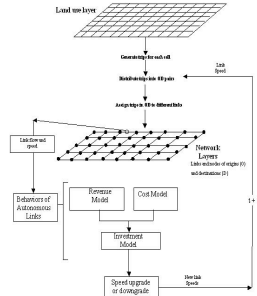 Land use layer
Generate trips for each cell
Distribute trips into OD pairs
Assign trips in OD to different links
Link
Speed
Link flow and
speed
Network
Layers
Links and nodes of origins (O)
and destinations (D)
Behaviors of
Autonomous
Links
Revenue
Model
Cost Model
Investment
Model
t +
Speed upgrade
or downgrade
New link
Speeds